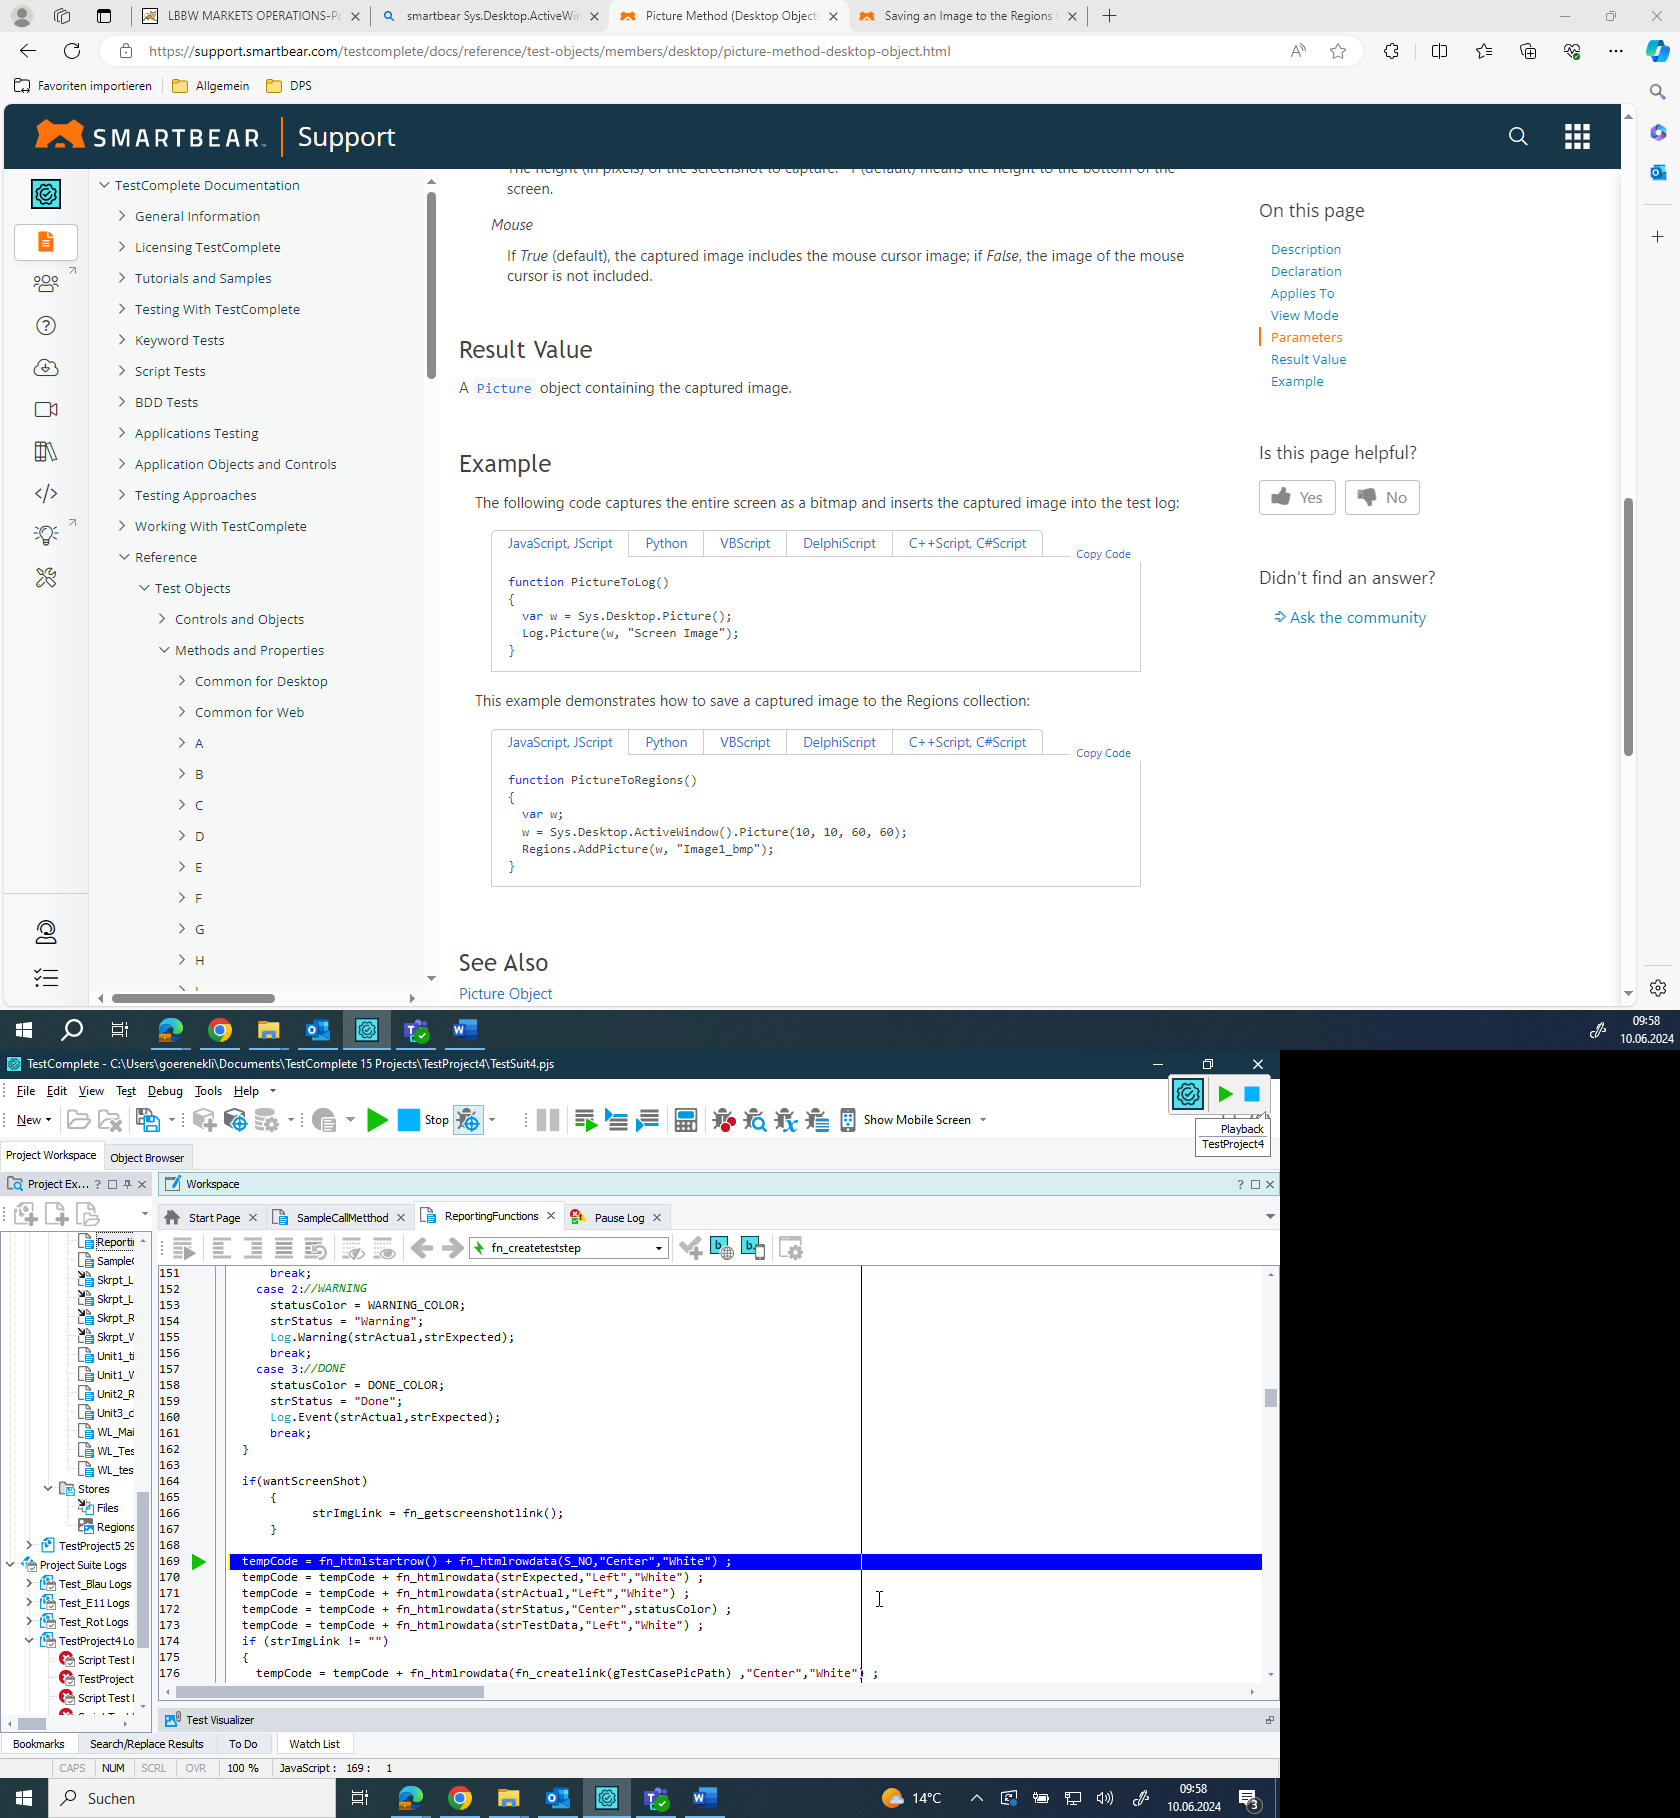 LBBW MARKETS OPERATIONS-Po
smartbear Sys.Desktop.ActiveWin
Picture Method (Desktop Objects
Saving an Image to the Regions C
https://support.smartbear.com/testcomplete/docs/reference/test-objects/members/desktop/picture-method-desktop-object.html
Favoriten importieren
Allgemein
DPS
SMARTBEAR
Support
TestComplete Documentation
General Information
Licensing TestComplete
Tutorials and Samples
Testing With TestComplete
Keyword Tests
Script Tests
BDD Tests
Applications Testing
Application Objects and Controls
Testing Approaches
Working With TestComplete
Reference
Test Objects
Controls and Objects
Methods and Properties
Common for Desktop
Common for Web
A
B
C
D
E
F
G
H
screen.
Mouse
If True (default), the captured image includes the mouse cursor image; if False, the image of the mouse
cursor is not included.
Result Value
A Picture object containing the captured image.
Example
The following code captures the entire screen as a bitmap and inserts the captured image into the test log:
JavaScript, JScript Python VBScript DelphiScript C++Script, C#Script
Copy Code
function PictureToLog()
{
var w = Sys.Desktop.Picture();
Log.Picture(w, "Screen Image");
}
This example demonstrates how to save a captured image to the Regions collection:
JavaScript, JScript Python VBScript DelphiScript C++Script, C#Script
Copy Code
function PictureToRegions()
{
var w;
w = Sys.Desktop.ActiveWindow().Picture(10, 10, 60, 60);
Regions.AddPicture(w, "Image1_bmp");
}
See Also
Picture Object
On this page
Description
Declaration
Applies To
View Mode
Parameters
Result Value
Example
Is this page helpful?
Yes
No
Didn't find an answer?
Ask the community
09:58
10.06.2024
TestComplete - C:\Users\goerenekli\Documents\TestComplete 15 Projects\TestProject4\TestSuit4.pjs
File Edit View Test Debug Tools Help
New
Stop
Show Mobile Screen
Playback
TestProject4
Project Workspace
Object Browser
Project Ex...
Workspace
Start Page
SampleCallMetthod
ReportingFunctions
Pause Log
fn_createteststep
Reporti
Sample
Skrpt_L
Skrpt_L
Skrpt_R
Skrpt_W
Unit1_ti
Unit1_W
Unit2_R
Unit3_c
WL_Mai
WL_Tes
WL_tes
Stores
Files
Regions
TestProject5 29
Project Suite Logs
Test_Blau Logs
Test_E11 Logs
Test_Rot Logs
TestProject4 Lo
Script Test l
TestProject
Script Test l
151 break;
152 case 2://WARNING
153 statusColor = WARNING_COLOR;
154 strStatus = "Warning";
155 Log.Warning(strActual,strExpected);
156 break;
157 case 3://DONE
158 statusColor = DONE_COLOR;
159 strStatus = "Done";
160 Log.Event(strActual,strExpected);
161 break;
162 }
163
164 if(wantScreenShot)
165 {
166 strImgLink = fn_getscreenshotlink();
167 }
168
169 tempCode = fn_htmlstartrow() + fn_htmlrowdata(S_NO,"Center","White") ;
170 tempCode = tempCode + fn_htmlrowdata(strExpected,"Left","White") ;
171 tempCode = tempCode + fn_htmlrowdata(strActual,"Left","White") ;
172 tempCode = tempCode + fn_htmlrowdata(strStatus,"Center",statusColor) ;
173 tempCode = tempCode + fn_htmlrowdata(strTestData,"Left","White") ;
174 if (strImgLink != "")
175 {
176 tempCode = tempCode + fn_htmlrowdata(fn_createlink(gTestCasePicPath) ,"Center","White") ;
Test Visualizer
Bookmarks
Search/Replace Results
To Do
Watch List
CAPS NUM SCRL OVR 100 % JavaScript : 169 : 1
Suchen
14°C
09:58
10.06.2024
3